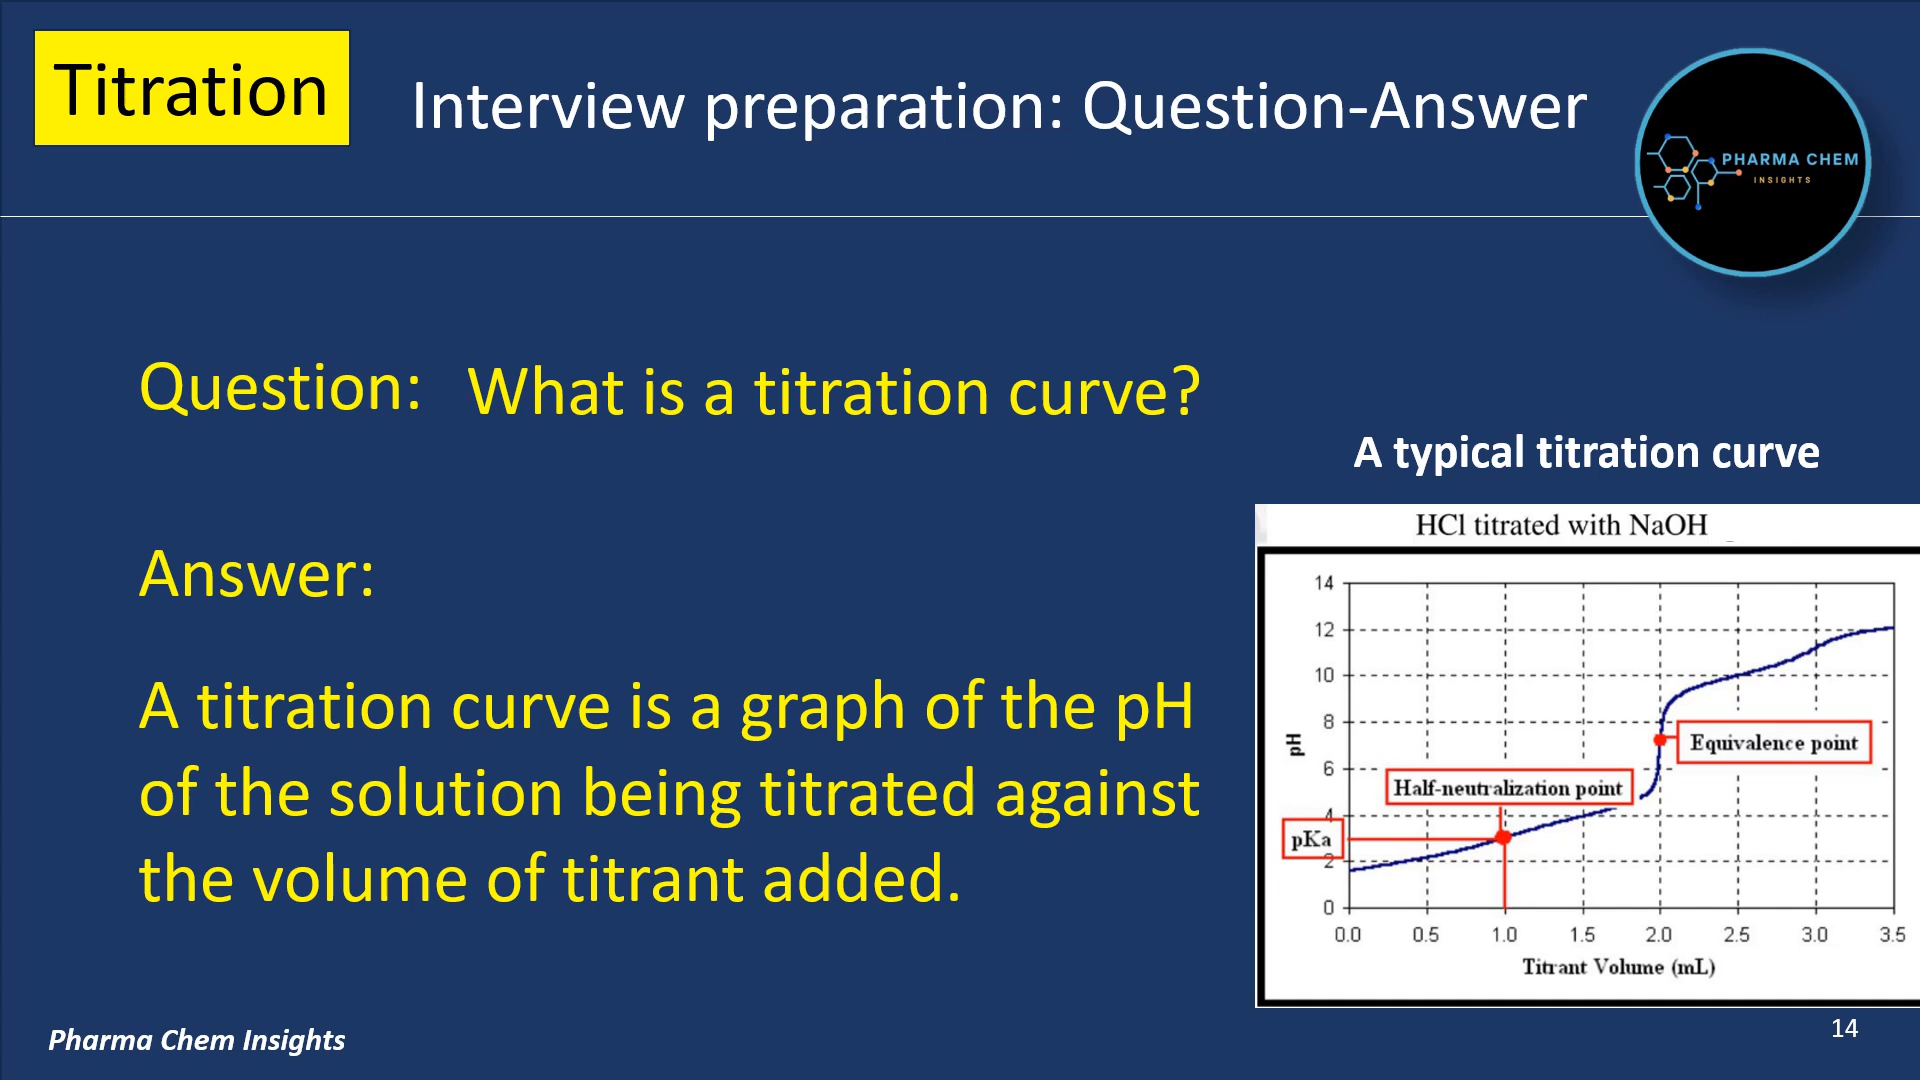 Titration
Interview preparation: Question-Answer
PHARMA CHEM
INSIGHTS
Question: What is a titration curve?
A typical titration curve
Answer:
A titration curve is a graph of the pH
of the solution being titrated against
the volume of titrant added.
HCl titrated with NaOH
14
12
10
8
6
4
2
0
pH
Equivalence point
Half-neutralization point
pKa
0.0 0.5 1.0 1.5 2.0 2.5 3.0 3.5
Titrant Volume (mL)
Pharma Chem Insights
14